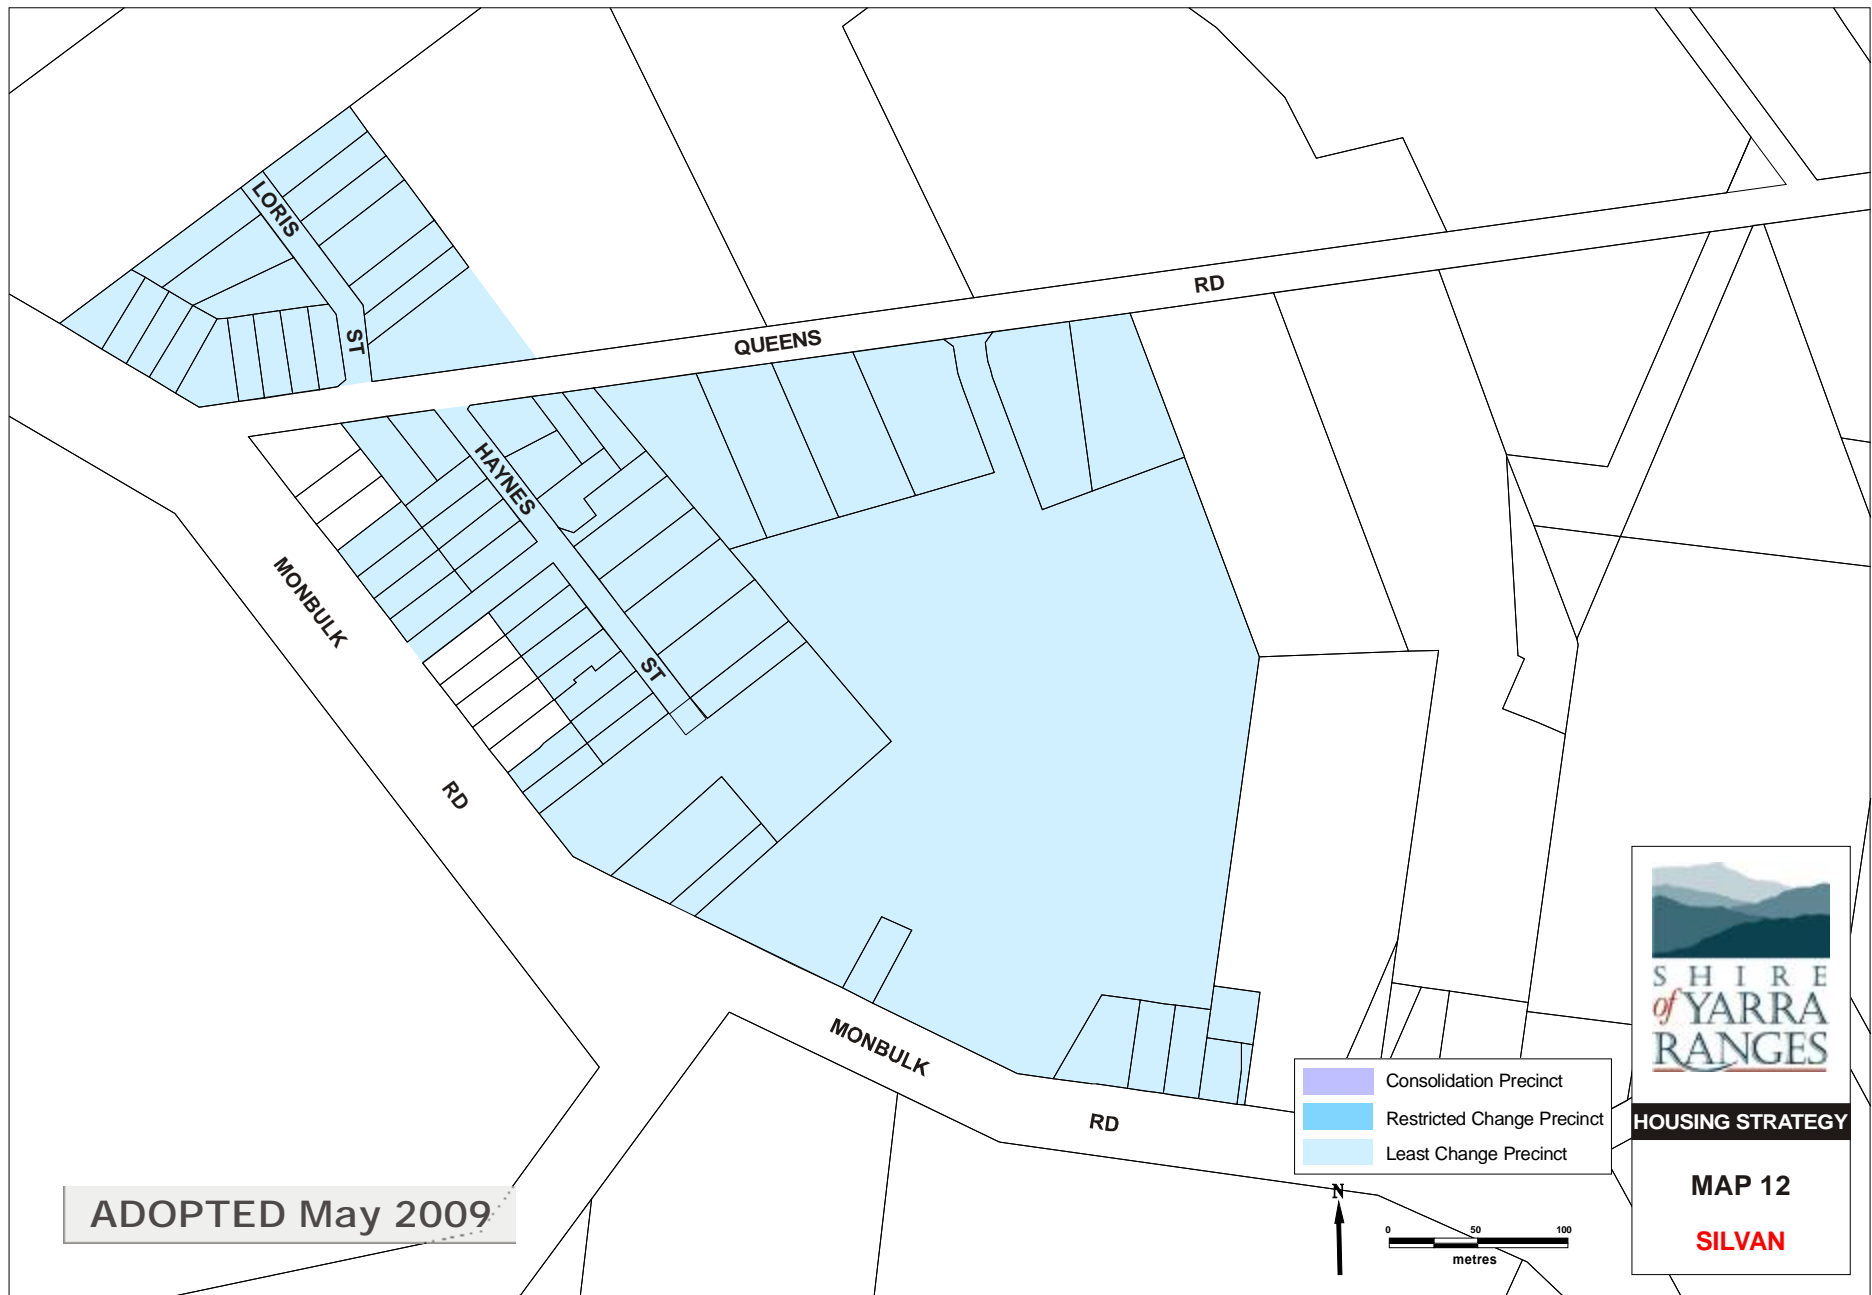 LORIS
ST
QUEENS
RD
HAYNES
ST
MONBULK
RD
MONBULK
RD
Consolidation Precinct
Restricted Change Precinct
Least Change Precinct
SHIRE
of YARRA
RANGES
HOUSING STRATEGY
MAP 12
SILVAN
ADOPTED May 2009
N
0 50 100
metres